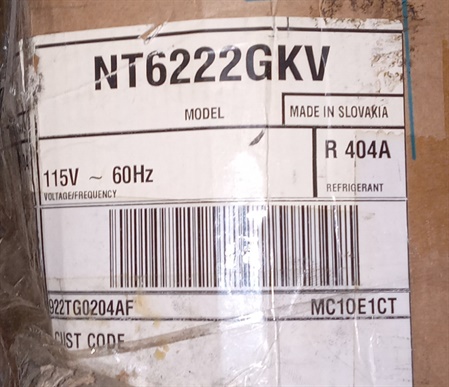 NT6222GKV
MODEL
MADE IN SLOVAKIA
115V ~ 60Hz
VOLTAGE/FREQUENCY
R 404A
REFRIGERANT
922TG0204AF
MC10E1CT
CUST CODE